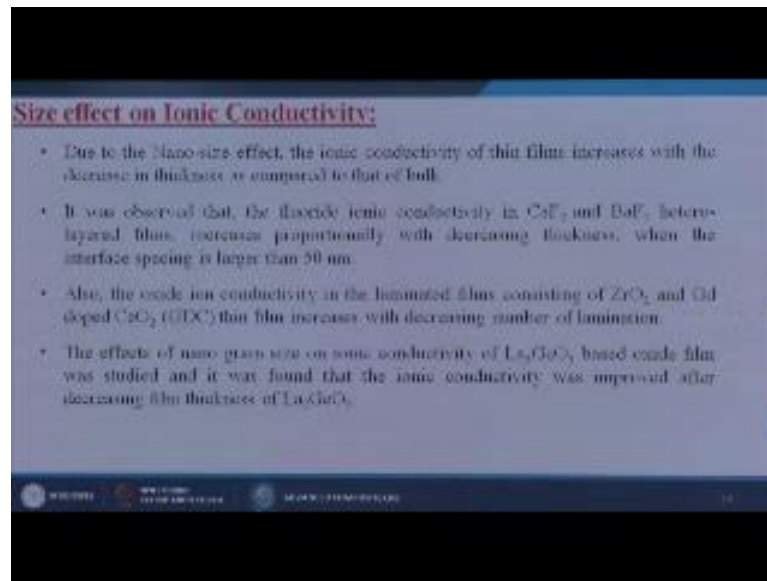 Size effect on Ionic Conductivity:
• Due to the Nano-size effect, the ionic conductivity of thin films increases with the
decrease in thickness as compared to that of bulk
• It was observed that, the fluoride ionic conductivity in CaF₂ and BaF₂ hetero-
layered films, increases proportionally with decreasing thickness, when the
interface spacing is larger than 50 nm.
• Also, the oxide ion conductivity in the laminated films consisting of ZrO₂ and Gd
doped CeO₂ (GDC) thin film increases with decreasing number of lamination.
• The effects of nano grain size on ionic conductivity of based oxide film
was studied and it was found that the ionic conductivity was improved after
decreasing film thickness of